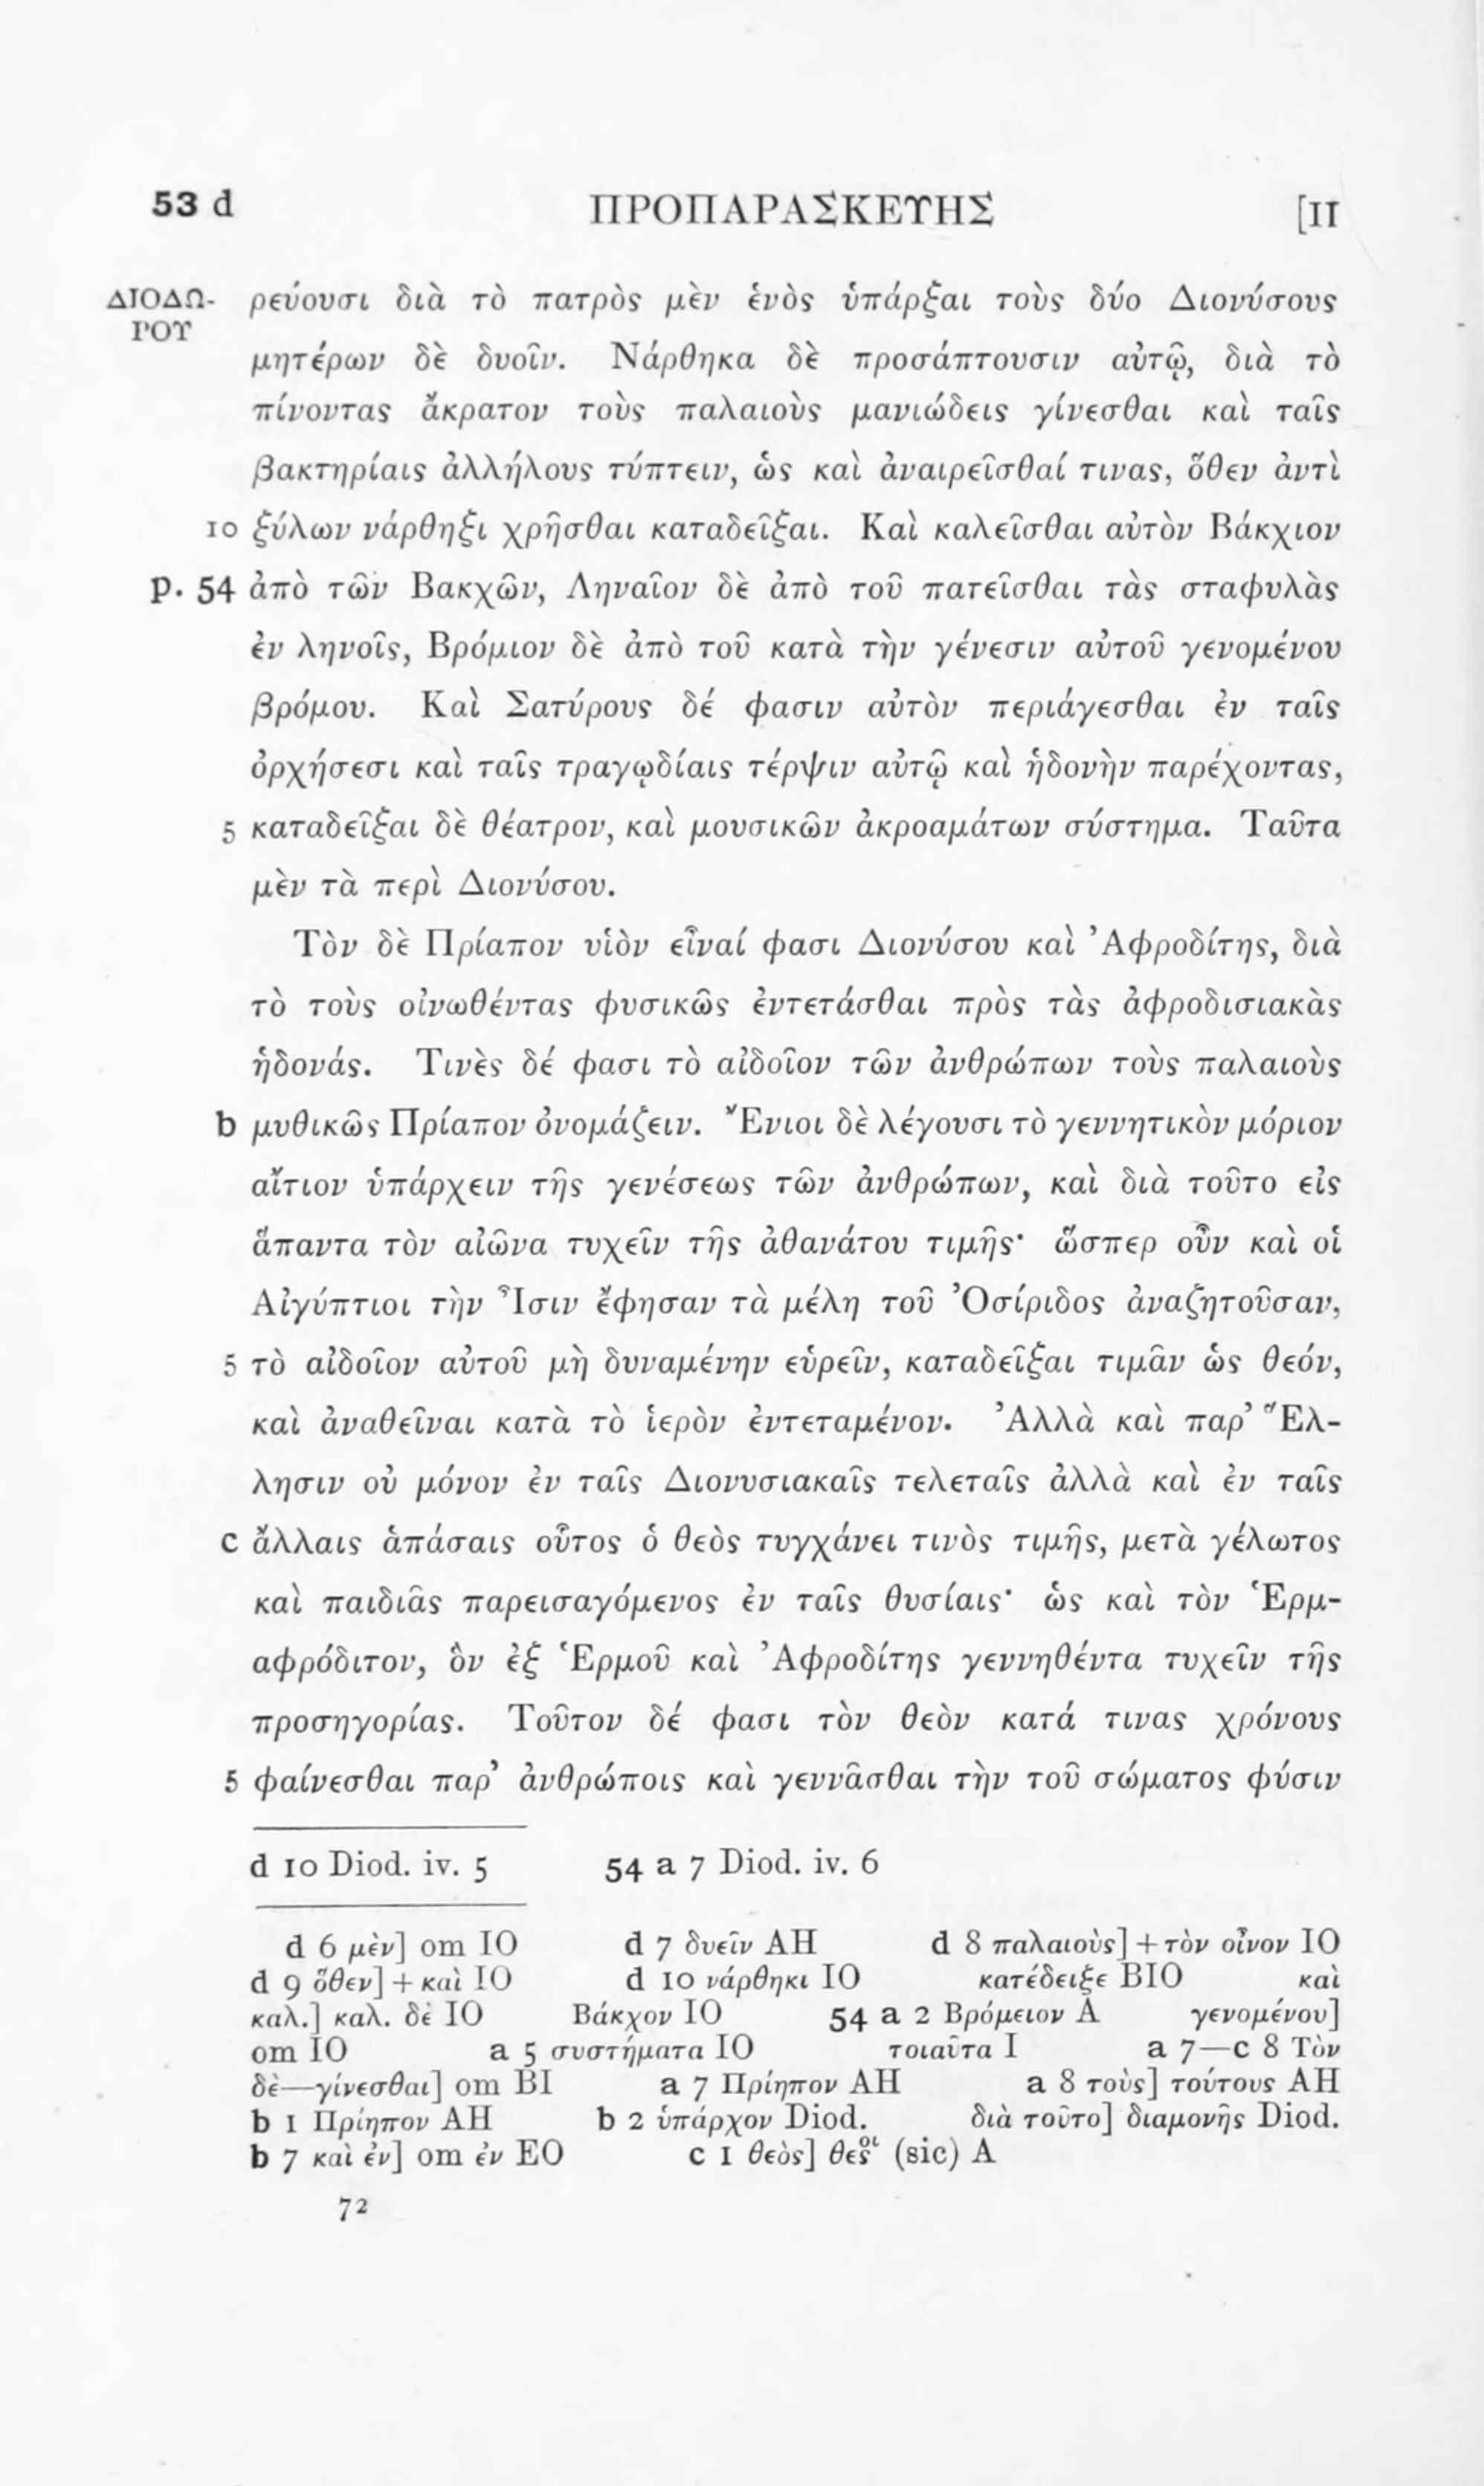 53 d ΠΡΟΠΑΡΑΣΚΕΥΗΣ [II
ΔΙΟΔΩ- ρεύουσι διὰ τὸ πατρὸς μὲν ἑνὸς ὑπάρξαι τοὺς δύο Διονύσους
ΡΟΥ
μητέρων δὲ δυοῖν. Νάρθηκα δὲ προσάπτουσιν αὐτῷ, διὰ τὸ
πίνοντας ἄκρατον τοὺς παλαιοὺς μανιώδεις γίνεσθαι καὶ ταῖς
βακτηρίαις ἀλλήλους τύπτειν, ὡς καὶ ἀναιρεῖσθαί τινας, ὅθεν ἀντὶ
10 ξύλων νάρθηξι χρῆσθαι καταδεῖξαι. Καὶ καλεῖσθαι αὐτὸν Βάκχιον
p. 54 ἀπὸ τῶν Βακχῶν, Ληναῖον δὲ ἀπὸ τοῦ πατεῖσθαι τὰς σταφυλὰς
ἐν ληνοῖς, Βρόμιον δὲ ἀπὸ τοῦ κατὰ τὴν γένεσιν αὐτοῦ γενομένου
βρόμου. Καὶ Σατύρους δέ φασιν αὐτὸν περιάγεσθαι ἐν ταῖς
ὀρχήσεσι καὶ ταῖς τραγῳδίαις τέρψιν αὐτῷ καὶ ἡδονὴν παρέχοντας,
5 καταδεῖξαι δὲ θέατρον, καὶ μουσικῶν ἀκροαμάτων σύστημα. Ταῦτα
μὲν τὰ περὶ Διονύσου.
Τὸν δὲ Πρίαπον υἱὸν εἶναί φασι Διονύσου καὶ Ἀφροδίτης, διὰ
τὸ τοὺς οἰνωθέντας φυσικῶς ἐντετάσθαι πρὸς τὰς ἀφροδισιακὰς
ἡδονάς. Τινὲς δέ φασι τὸ αἰδοῖον τῶν ἀνθρώπων τοὺς παλαιοὺς
b μυθικῶς Πρίαπον ὀνομάζειν. Ἔνιοι δὲ λέγουσι τὸ γεννητικὸν μόριον
αἴτιον ὑπάρχειν τῆς γενέσεως τῶν ἀνθρώπων, καὶ διὰ τοῦτο εἰς
ἅπαντα τὸν αἰῶνα τυχεῖν τῆς ἀθανάτου τιμῆς· ὥσπερ οὖν καὶ οἱ
Αἰγύπτιοι τὴν Ἶσιν ἔφησαν τὰ μέλη τοῦ Ὀσίριδος ἀναζητοῦσαν,
5 τὸ αἰδοῖον αὐτοῦ μὴ δυναμένην εὑρεῖν, καταδεῖξαι τιμᾶν ὡς θεόν,
καὶ ἀναθεῖναι κατὰ τὸ ἱερὸν ἐντεταμένον. Ἀλλὰ καὶ παρ’ Ἕλ-
λησιν οὐ μόνον ἐν ταῖς Διονυσιακαῖς τελεταῖς ἀλλὰ καὶ ἐν ταῖς
c ἄλλαις ἁπάσαις οὗτος ὁ θεὸς τυγχάνει τινὸς τιμῆς, μετὰ γέλωτος
καὶ παιδιᾶς παρεισαγόμενος ἐν ταῖς θυσίαις· ὡς καὶ τὸν Ἑρμ-
αφρόδιτον, ὃν ἐξ Ἑρμοῦ καὶ Ἀφροδίτης γεννηθέντα τυχεῖν τῆς
προσηγορίας. Τοῦτον δέ φασι τὸν θεὸν κατά τινας χρόνους
5 φαίνεσθαι παρ’ ἀνθρώποις καὶ γεννᾶσθαι τὴν τοῦ σώματος φύσιν
d 10 Diod. iv. 5 54 a 7 Diod. iv. 6
d 6 μὲν] om IO d 7 δυεῖν AH d 8 παλαιοὺς] + τὸν οἶνον IO
d 9 ὅθεν] + καὶ IO d 10 νάρθηκι IO κατέδειξε BIO καὶ
καλ.] καλ. δὲ IO Βάκχον IO 54 a 2 Βρόμειον A γενομένου]
om IO a 5 συστήματα IO τοιαῦτα I a 7—c 8 Τὸν
δὲ—γίνεσθαι] om BI a 7 Πρίηπον AH a 8 τοὺς] τούτους AH
b 1 Πρίηπον AH b 2 ὑπάρχον Diod. διὰ τοῦτο] διαμονῆς Diod.
b 7 καὶ ἐν] om ἐν EO c 1 θεὸς] θες͂οι (sic) A
72